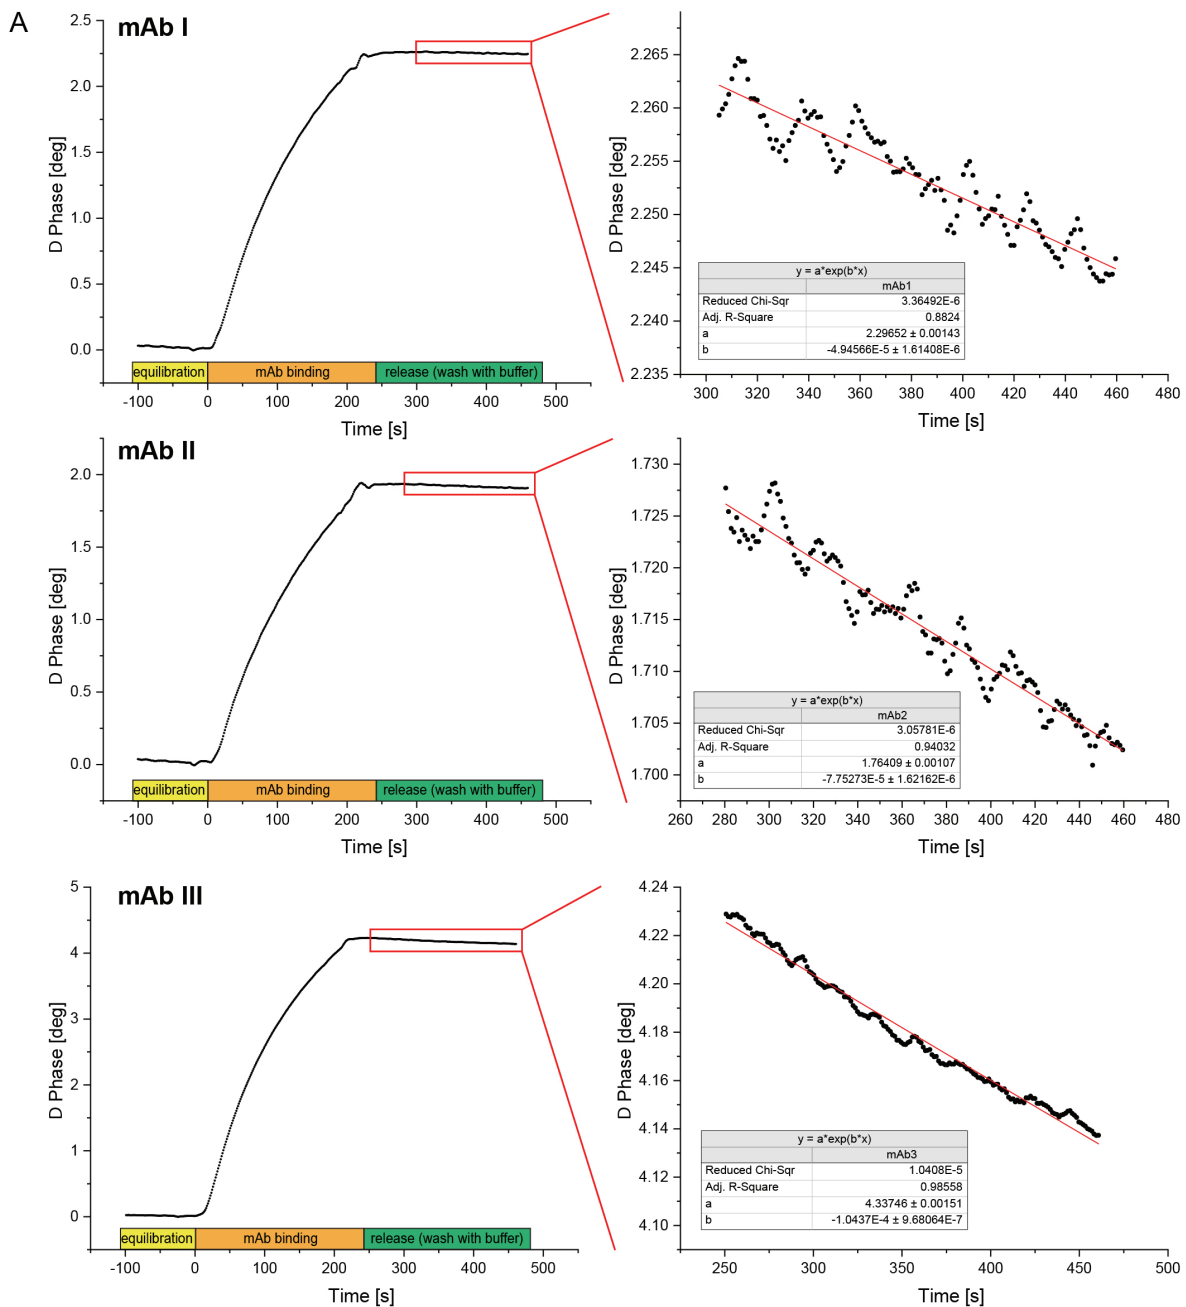 A
mAb I
D Phase [deg]
2.5
2.0
1.5
1.0
0.5
0.0
equilibration
mAb binding
release (wash with buffer)
-100 0 100 200 300 400 500
Time [s]
D Phase [deg]
2.265
2.260
2.255
2.250
2.245
2.240
2.235
y = a*exp(b*x)
mAb1
Reduced Chi-Sqr 3.36492E-6
Adj. R-Square 0.8824
a 2.29652 ± 0.00143
b -4.94566E-5 ± 1.61408E-6
300 320 340 360 380 400 420 440 460 480
Time [s]
mAb II
D Phase [deg]
2.0
1.5
1.0
0.5
0.0
equilibration
mAb binding
release (wash with buffer)
-100 0 100 200 300 400 500
Time [s]
D Phase [deg]
1.730
1.725
1.720
1.715
1.710
1.705
1.700
y = a*exp(b*x)
mAb2
Reduced Chi-Sqr 3.05781E-6
Adj. R-Square 0.94032
a 1.76409 ± 0.00107
b -7.75273E-5 ± 1.62162E-6
260 280 300 320 340 360 380 400 420 440 460 480
Time [s]
mAb III
D Phase [deg]
5
4
3
2
1
0
equilibration
mAb binding
release (wash with buffer)
-100 0 100 200 300 400 500
Time [s]
D Phase [deg]
4.24
4.22
4.20
4.18
4.16
4.14
4.12
4.10
y = a*exp(b*x)
mAb3
Reduced Chi-Sqr 1.0408E-5
Adj. R-Square 0.98558
a 4.33746 ± 0.00151
b -1.0437E-4 ± 9.68064E-7
250 300 350 400 450 500
Time [s]